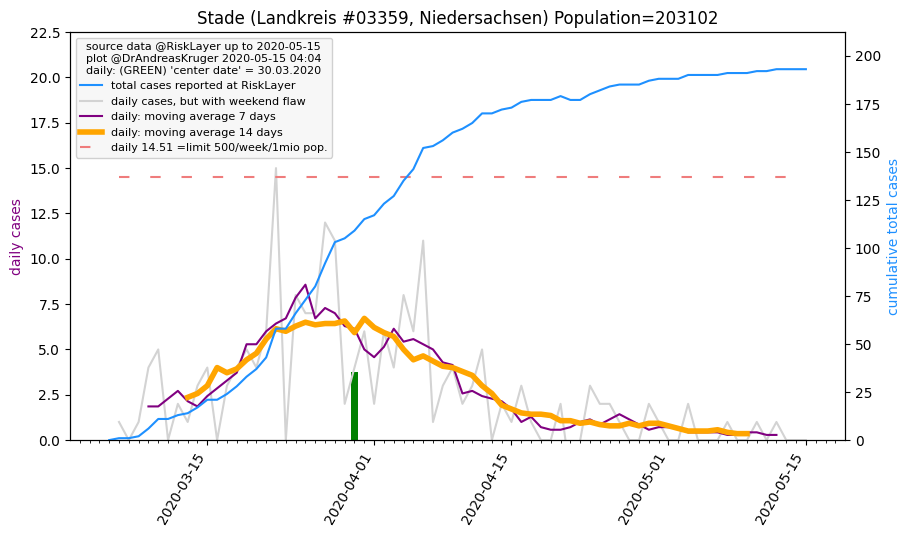 Stade (Landkreis #03359, Niedersachsen) Population=203102
source data @RiskLayer up to 2020-05-15
plot @DrAndreasKruger 2020-05-15 04:04
daily: (GREEN) 'center date' = 30.03.2020
total cases reported at RiskLayer
daily cases, but with weekend flaw
daily: moving average 7 days
daily: moving average 14 days
daily 14.51 =limit 500/week/1mio pop.
daily cases
22.5
20.0
17.5
15.0
12.5
10.0
7.5
5.0
2.5
0.0
200
175
150
125
100
75
50
25
0
cumulative total cases
2020-03-15
2020-04-01
2020-04-15
2020-05-01
2020-05-15